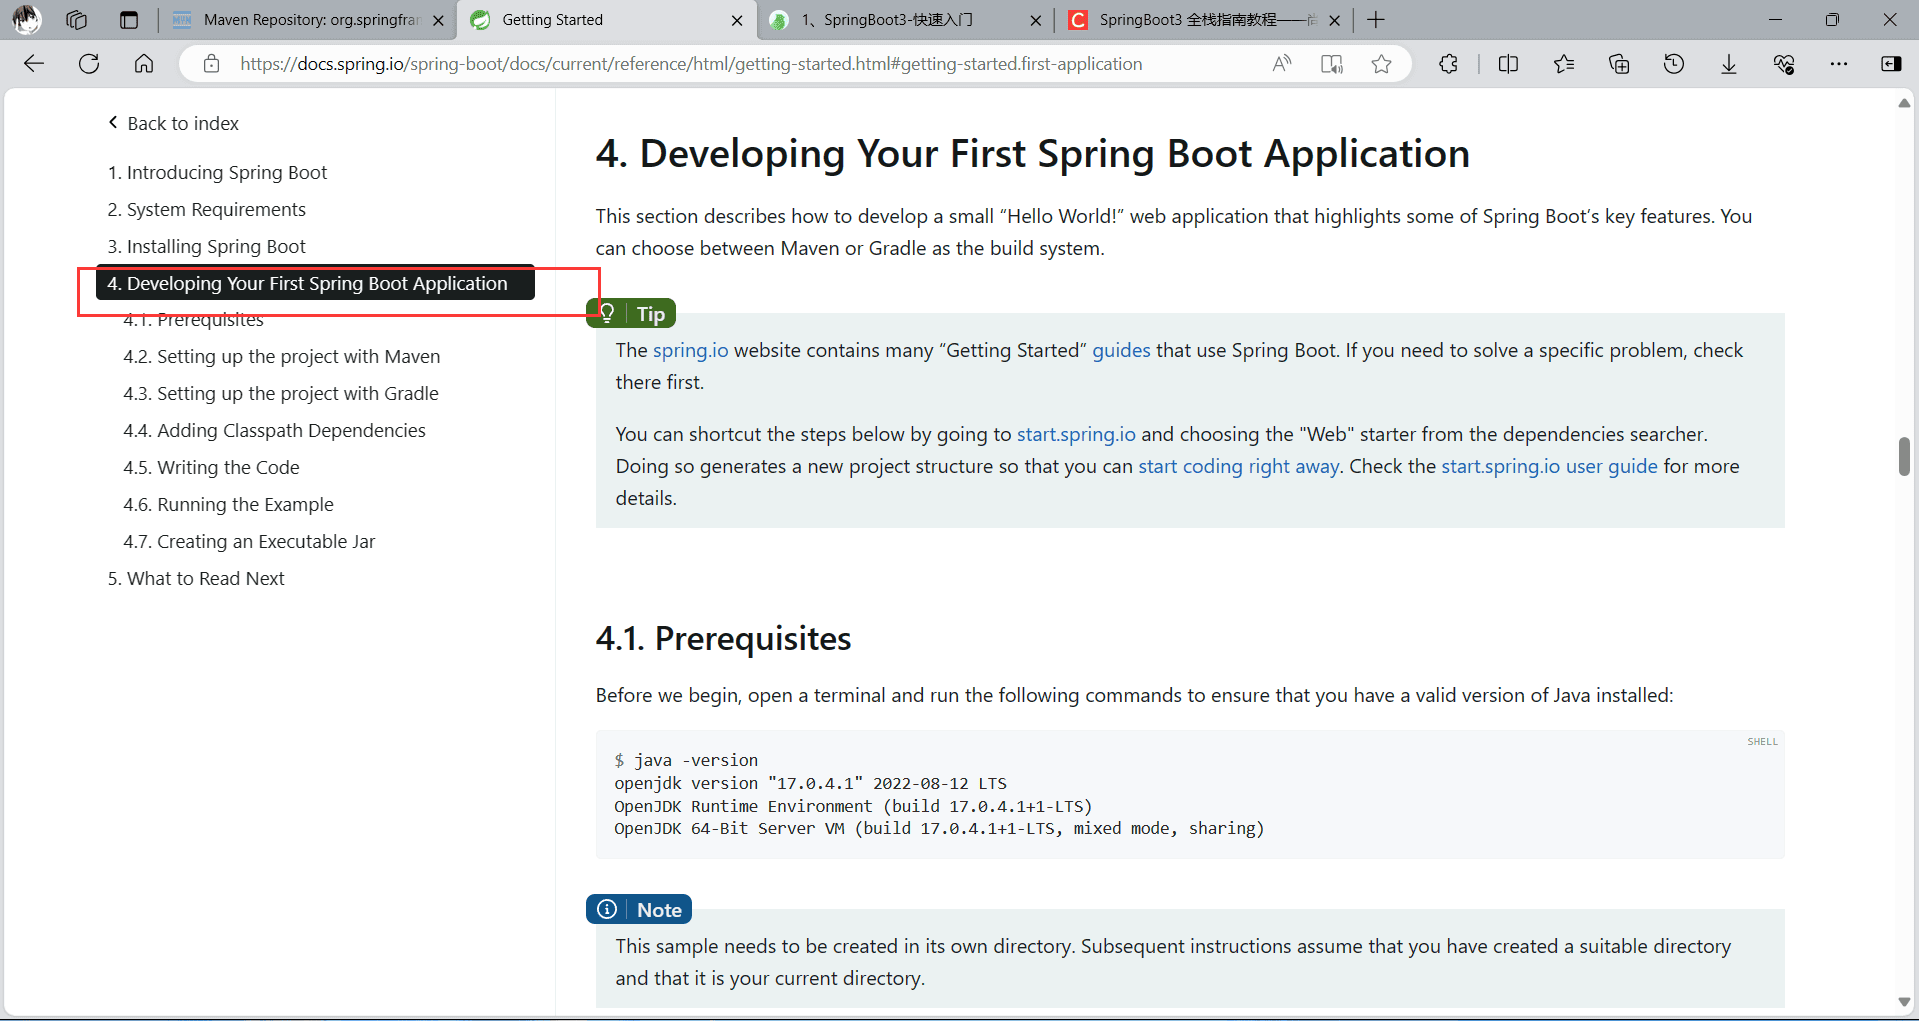 Maven Repository: org.springfran
Getting Started
1、SpringBoot3-快速入门
SpringBoot3 全栈指南教程——尚
https://docs.spring.io/spring-boot/docs/current/reference/html/getting-started.html#getting-started.first-application
Back to index
1. Introducing Spring Boot
2. System Requirements
3. Installing Spring Boot
4. Developing Your First Spring Boot Application
4.1. Prerequisites
4.2. Setting up the project with Maven
4.3. Setting up the project with Gradle
4.4. Adding Classpath Dependencies
4.5. Writing the Code
4.6. Running the Example
4.7. Creating an Executable Jar
5. What to Read Next
4. Developing Your First Spring Boot Application
This section describes how to develop a small “Hello World!” web application that highlights some of Spring Boot’s key features. You
can choose between Maven or Gradle as the build system.
Tip
The spring.io website contains many “Getting Started” guides that use Spring Boot. If you need to solve a specific problem, check
there first.
You can shortcut the steps below by going to start.spring.io and choosing the "Web" starter from the dependencies searcher.
Doing so generates a new project structure so that you can start coding right away. Check the start.spring.io user guide for more
details.
4.1. Prerequisites
Before we begin, open a terminal and run the following commands to ensure that you have a valid version of Java installed:
SHELL
$ java -version
openjdk version "17.0.4.1" 2022-08-12 LTS
OpenJDK Runtime Environment (build 17.0.4.1+1-LTS)
OpenJDK 64-Bit Server VM (build 17.0.4.1+1-LTS, mixed mode, sharing)
Note
This sample needs to be created in its own directory. Subsequent instructions assume that you have created a suitable directory
and that it is your current directory.